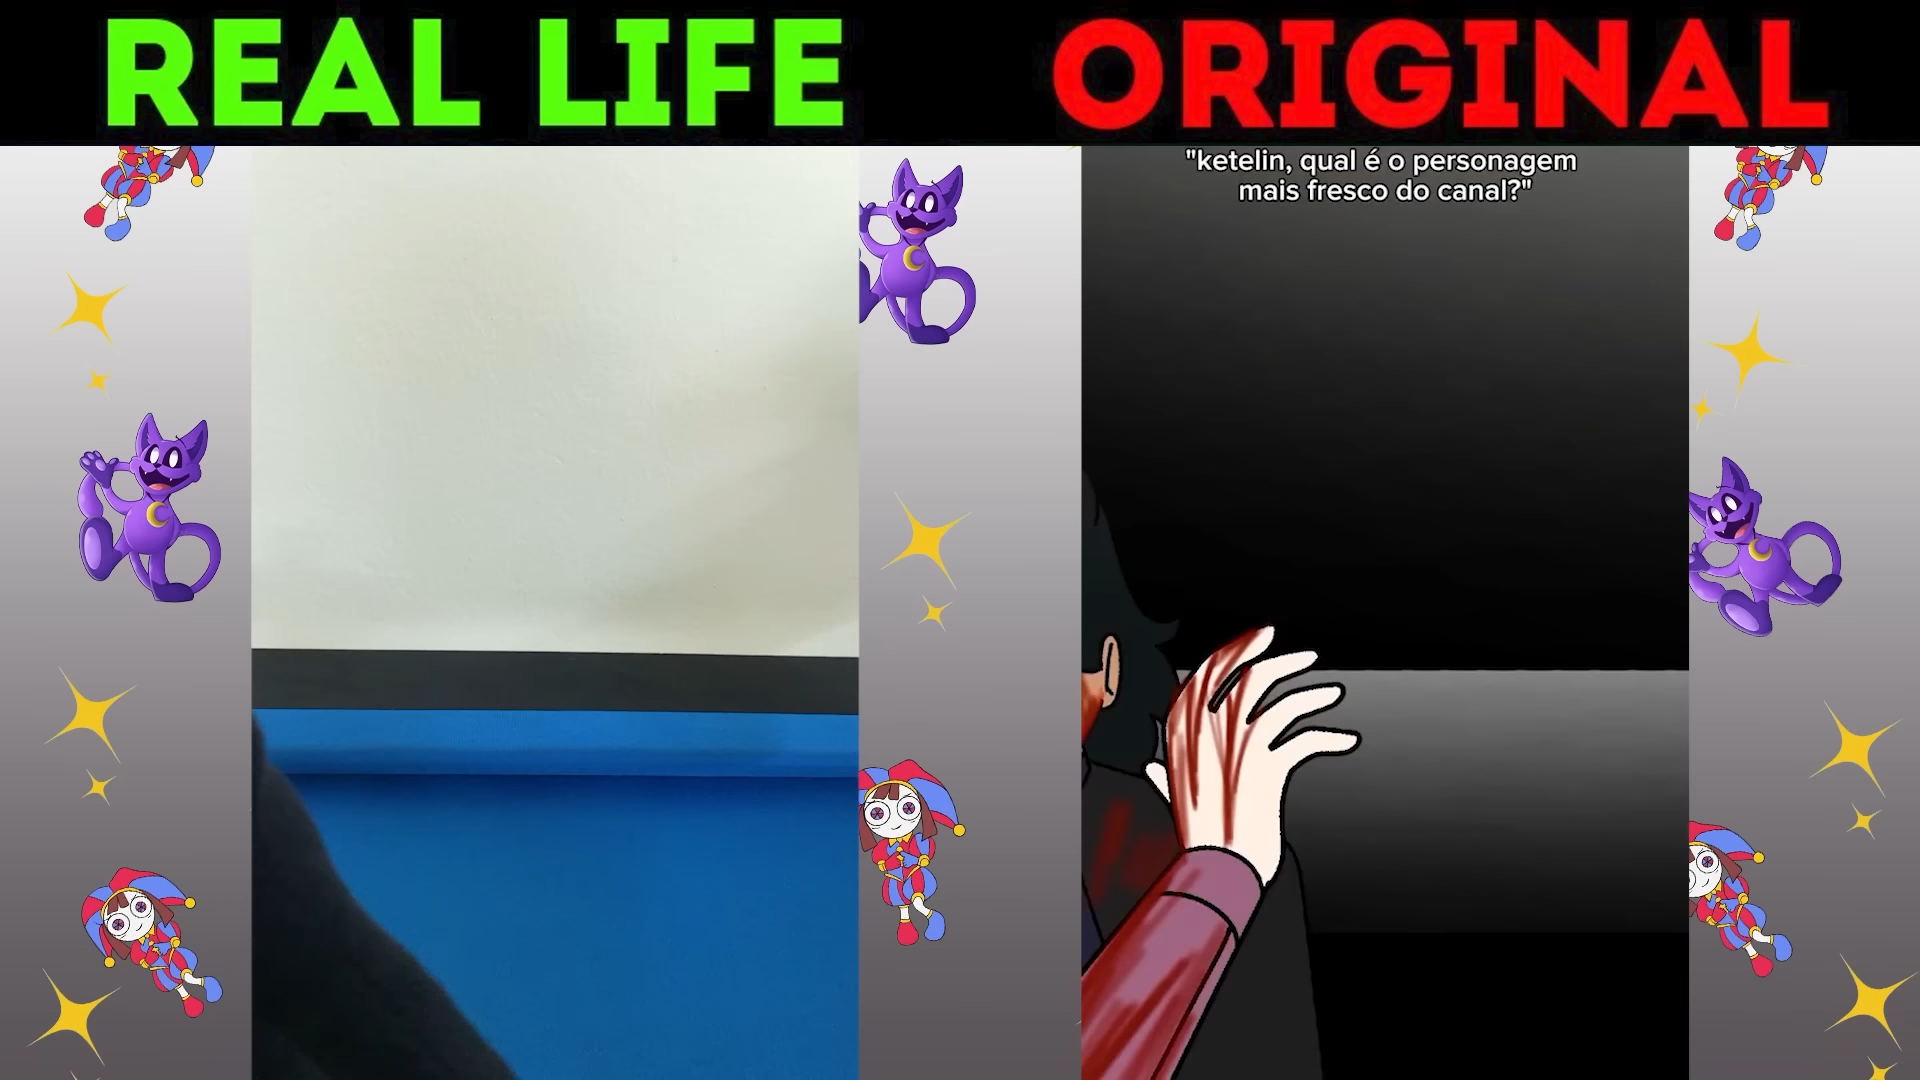 REAL LIFE
ORIGINAL
"ketelin, qual é o personagem
mais fresco do canal?"